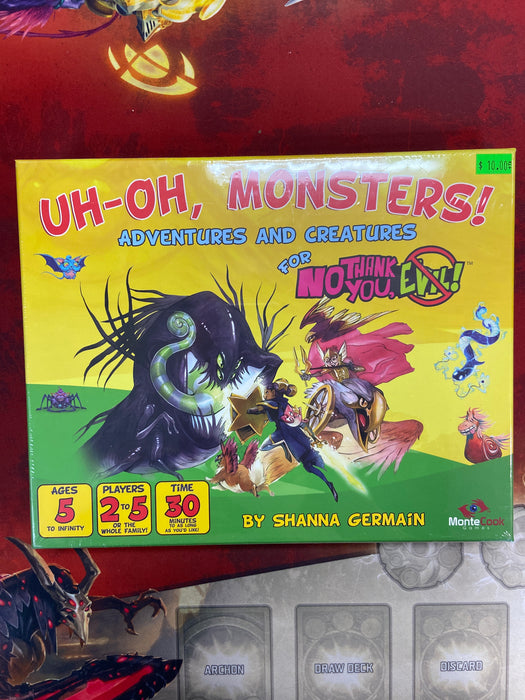 $ 10.00
UH-OH, MONSTERS!
ADVENTURES AND CREATURES
FOR
NO THANK YOU, EVIL!™
AGES
5
TO INFINITY
PLAYERS
2 TO 5
OR THE
WHOLE FAMILY!
TIME
30
MINUTES
TO AS LONG
AS YOU'D LIKE!
BY SHANNA GERMAIN
MonteCook
Games
ARCHON
DRAW DECK
DISCARD